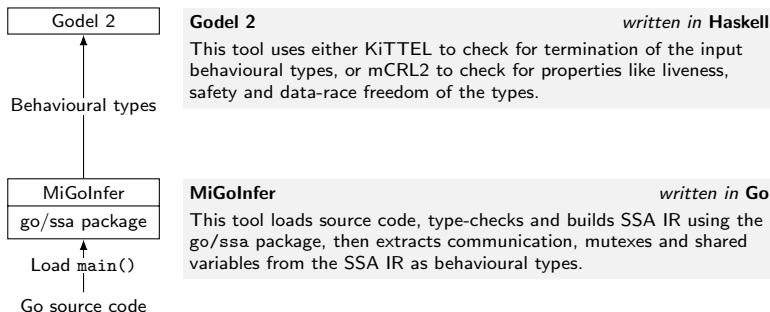 Godel 2
Godel 2 written in Haskell
This tool uses either KiTTEL to check for termination of the input
behavioural types, or mCRL2 to check for properties like liveness,
safety and data-race freedom of the types.
Behavioural types
MiGoInfer
go/ssa package
MiGoInfer written in Go
This tool loads source code, type-checks and builds SSA IR using the
go/ssa package, then extracts communication, mutexes and shared
variables from the SSA IR as behavioural types.
Load main()
Go source code